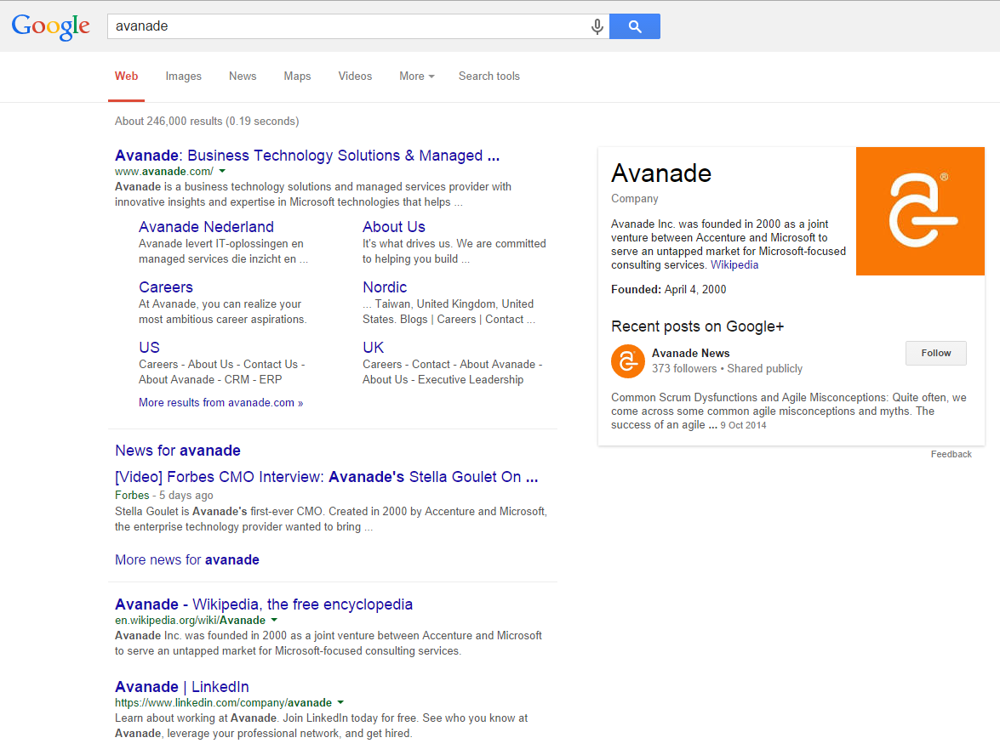 Google
avanade
Web Images News Maps Videos More Search tools
About 246,000 results (0.19 seconds)
Avanade: Business Technology Solutions & Managed ...
www.avanade.com/
Avanade is a business technology solutions and managed services provider with
innovative insights and expertise in Microsoft technologies that helps ...
Avanade Nederland
Avanade levert IT-oplossingen en
managed services die inzicht en ...
About Us
It's what drives us. We are committed
to helping you build ...
Careers
At Avanade, you can realize your
most ambitious career aspirations.
Nordic
... Taiwan, United Kingdom, United
States. Blogs | Careers | Contact ...
US
Careers - About Us - Contact Us -
About Avanade - CRM - ERP
UK
Careers - Contact - About Avanade -
About Us - Executive Leadership
More results from avanade.com »
News for avanade
[Video] Forbes CMO Interview: Avanade's Stella Goulet On ...
Forbes - 5 days ago
Stella Goulet is Avanade's first-ever CMO. Created in 2000 by Accenture and Microsoft,
the enterprise technology provider wanted to bring ...
More news for avanade
Avanade - Wikipedia, the free encyclopedia
en.wikipedia.org/wiki/Avanade
Avanade Inc. was founded in 2000 as a joint venture between Accenture and Microsoft
to serve an untapped market for Microsoft-focused consulting services.
Avanade | LinkedIn
https://www.linkedin.com/company/avanade
Learn about working at Avanade. Join LinkedIn today for free. See who you know at
Avanade, leverage your professional network, and get hired.
Avanade
Company
®
Avanade Inc. was founded in 2000 as a joint
venture between Accenture and Microsoft to
serve an untapped market for Microsoft-focused
consulting services. Wikipedia
Founded: April 4, 2000
Recent posts on Google+
Avanade News
373 followers • Shared publicly
Follow
Common Scrum Dysfunctions and Agile Misconceptions: Quite often, we
come across some common agile misconceptions and myths. The
success of an agile ... 9 Oct 2014
Feedback